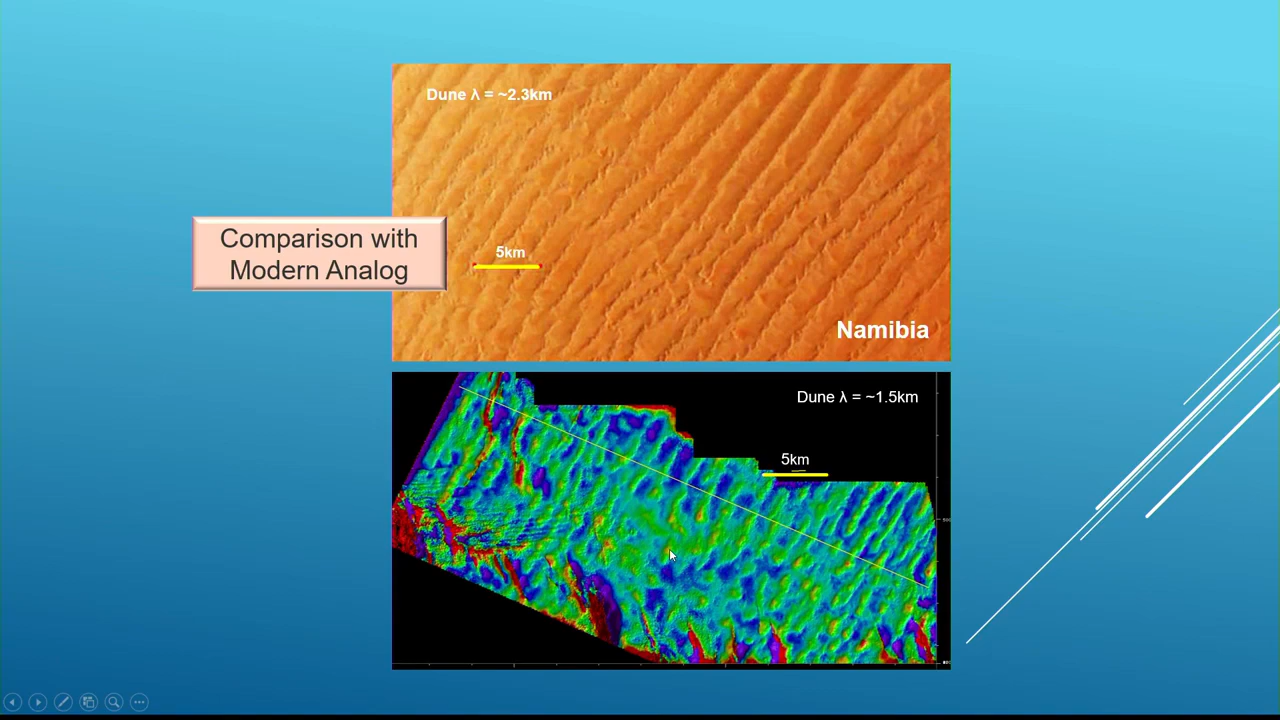 Dune λ = ~2.3km
Comparison with
Modern Analog
5km
Namibia
Dune λ = ~1.5km
5km